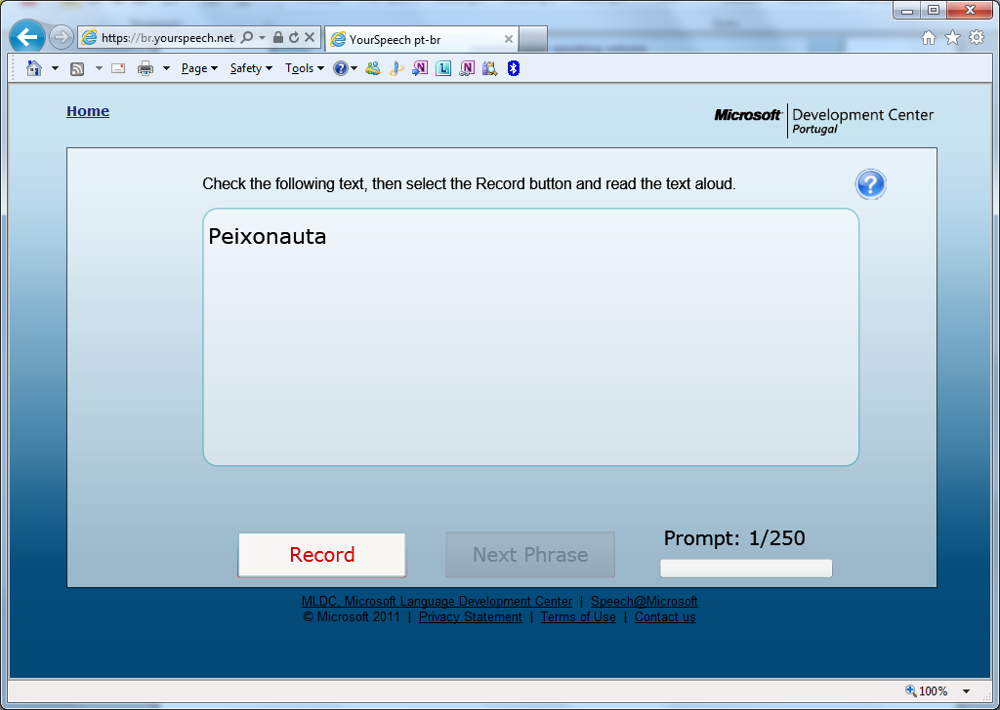 https://br.yourspeech.net
YourSpeech pt-br
Page
Safety
Tools
Home
Microsoft Development Center
Portugal
Check the following text, then select the Record button and read the text aloud.
Peixonauta
Prompt: 1/250
Record
Next Phrase
MLDC. Microsoft Language Development Center | Speech@Microsoft
© Microsoft 2011 | Privacy Statement | Terms of Use | Contact us
100%